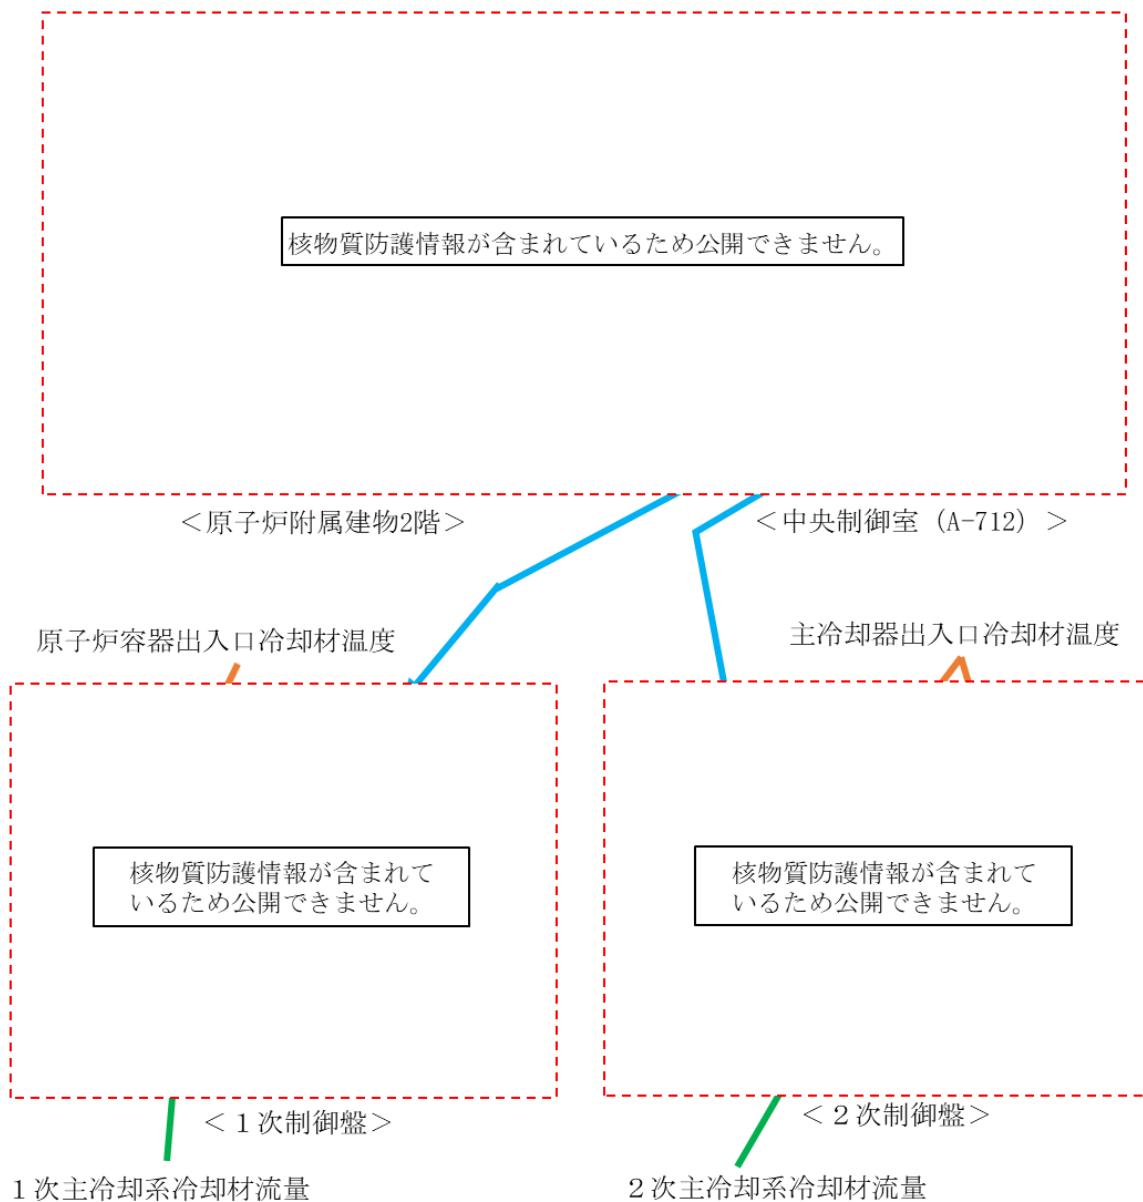 核物質防護情報が含まれているため公開できません。
＜原子炉附属建物2階＞
＜中央制御室（A-712）＞
原子炉容器出入口冷却材温度
主冷却器出入口冷却材温度
核物質防護情報が含まれて
いるため公開できません。
核物質防護情報が含まれて
いるため公開できません。
＜１次制御盤＞
＜２次制御盤＞
１次主冷却系冷却材流量
２次主冷却系冷却材流量